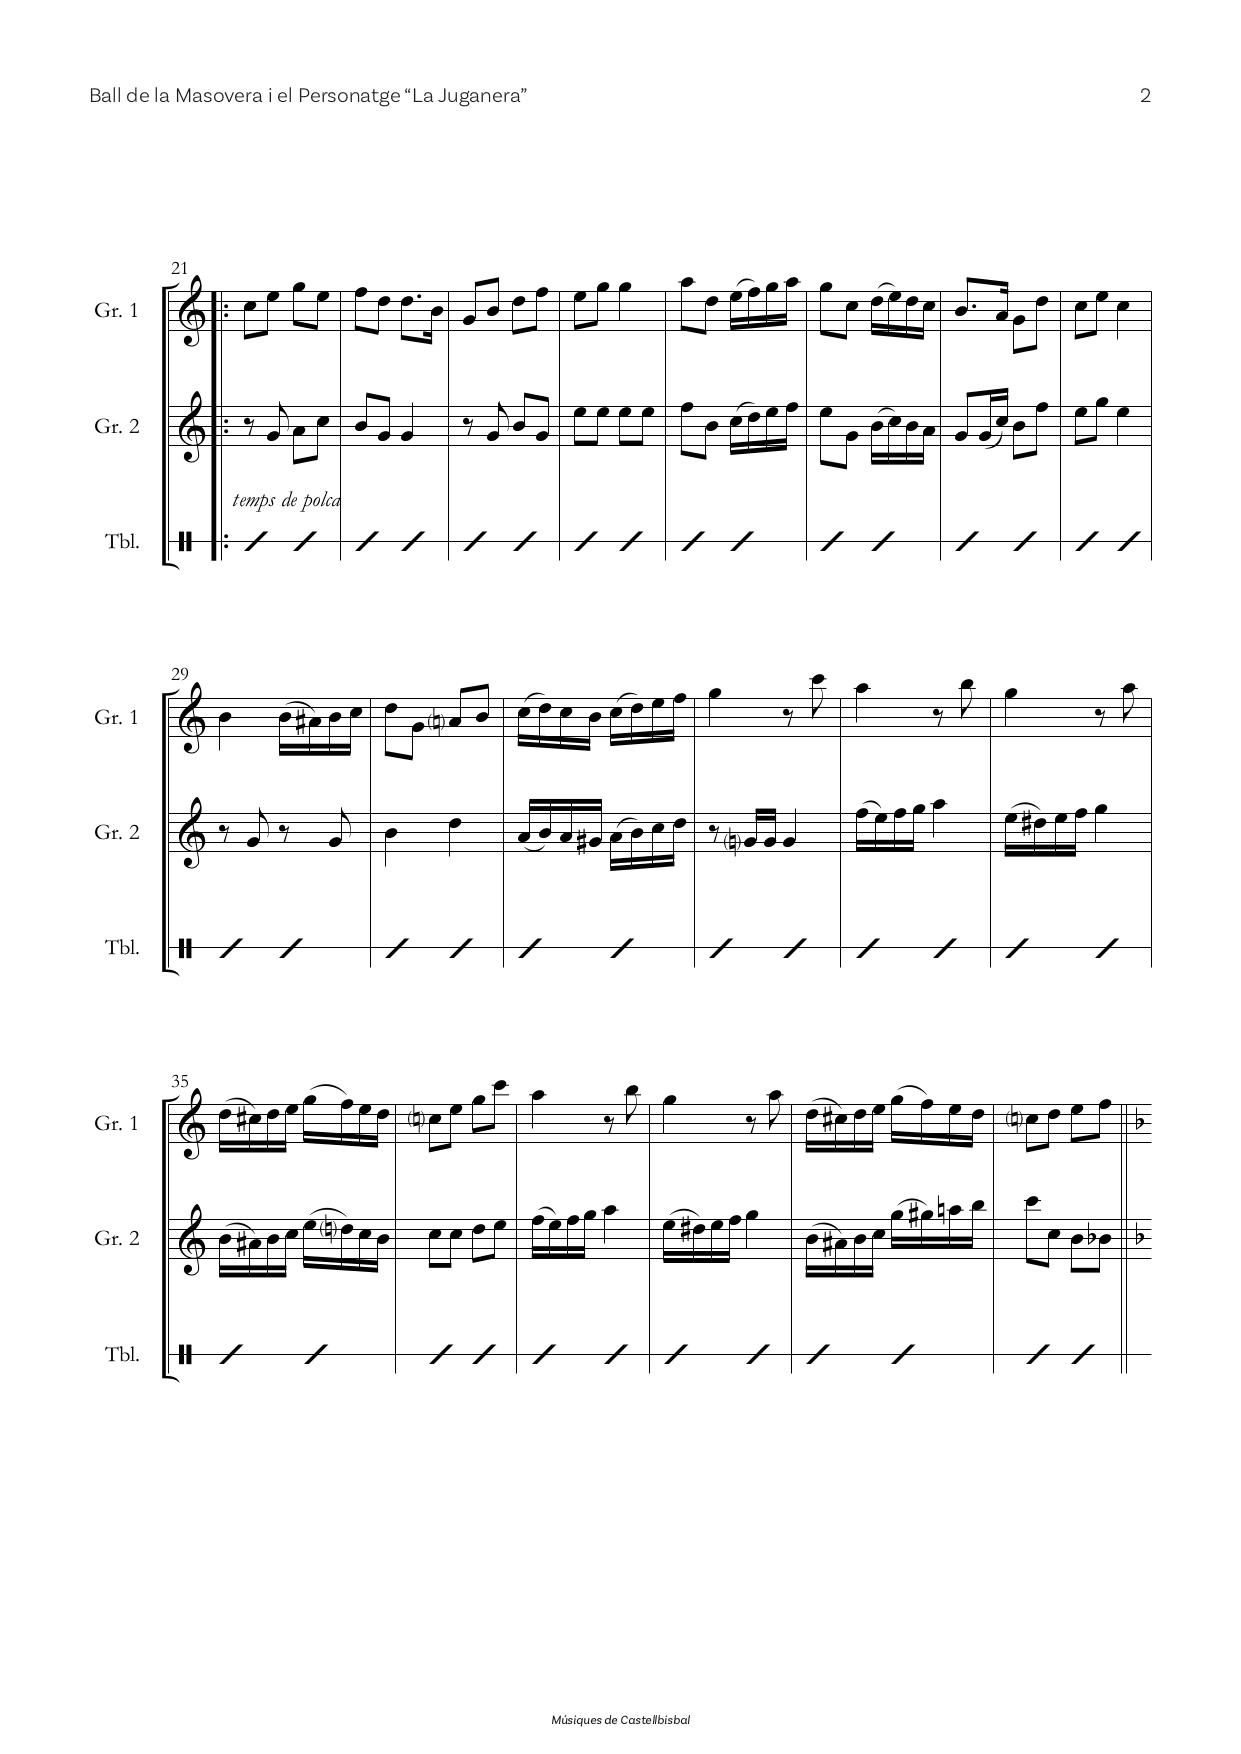 Ball de la Masovera i el Personatge “La Juganera” 2
21
Gr. 1
Gr. 2
temps de polca
Tbl.
29
Gr. 1
Gr. 2
Tbl.
35
Gr. 1
Gr. 2
Tbl.
Músiques de Castellbisbal